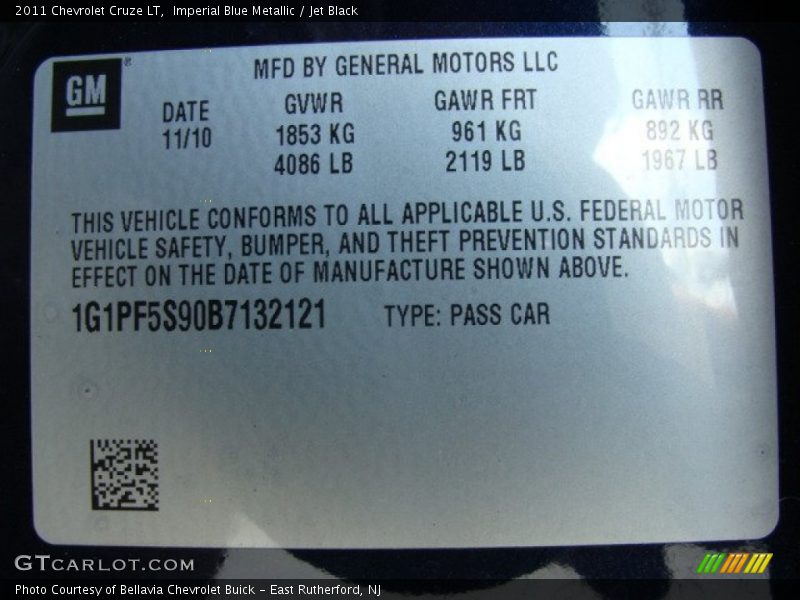 2011 Chevrolet Cruze LT, Imperial Blue Metallic / Jet Black
GM ®
MFD BY GENERAL MOTORS LLC
DATE GVWR GAWR FRT GAWR RR
11/10 1853 KG 961 KG 892 KG
4086 LB 2119 LB 1967 LB
THIS VEHICLE CONFORMS TO ALL APPLICABLE U.S. FEDERAL MOTOR
VEHICLE SAFETY, BUMPER, AND THEFT PREVENTION STANDARDS IN
EFFECT ON THE DATE OF MANUFACTURE SHOWN ABOVE.
1G1PF5S90B7132121 TYPE: PASS CAR
GTCARLOT.COM
Photo Courtesy of Bellavia Chevrolet Buick - East Rutherford, NJ